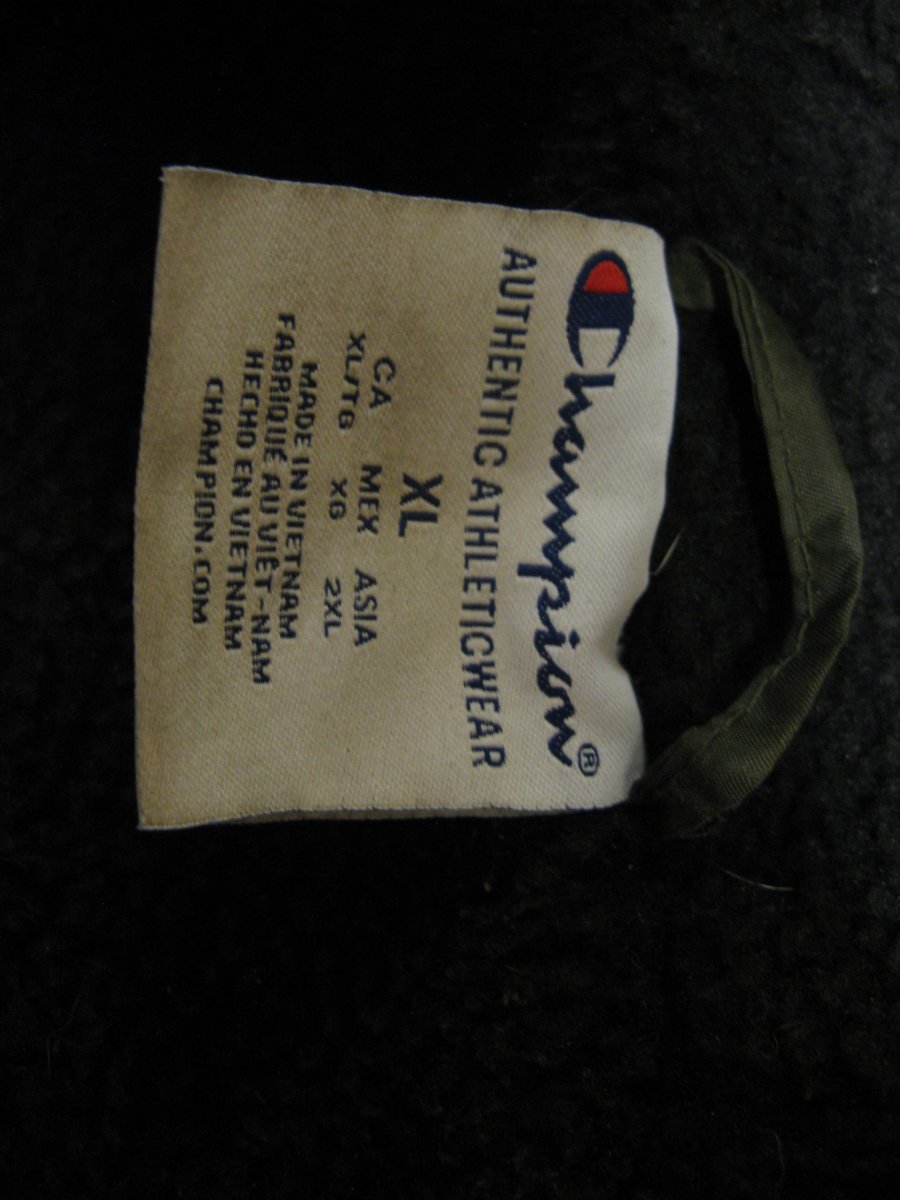 Champion®
AUTHENTIC ATHLETICWEAR
XL
CA MEX ASIA
XL/TG XG 2XL
MADE IN VIETNAM
FABRIQUÉ AU VIÊT-NAM
HECHO EN VIETNAM
CHAMPION.COM